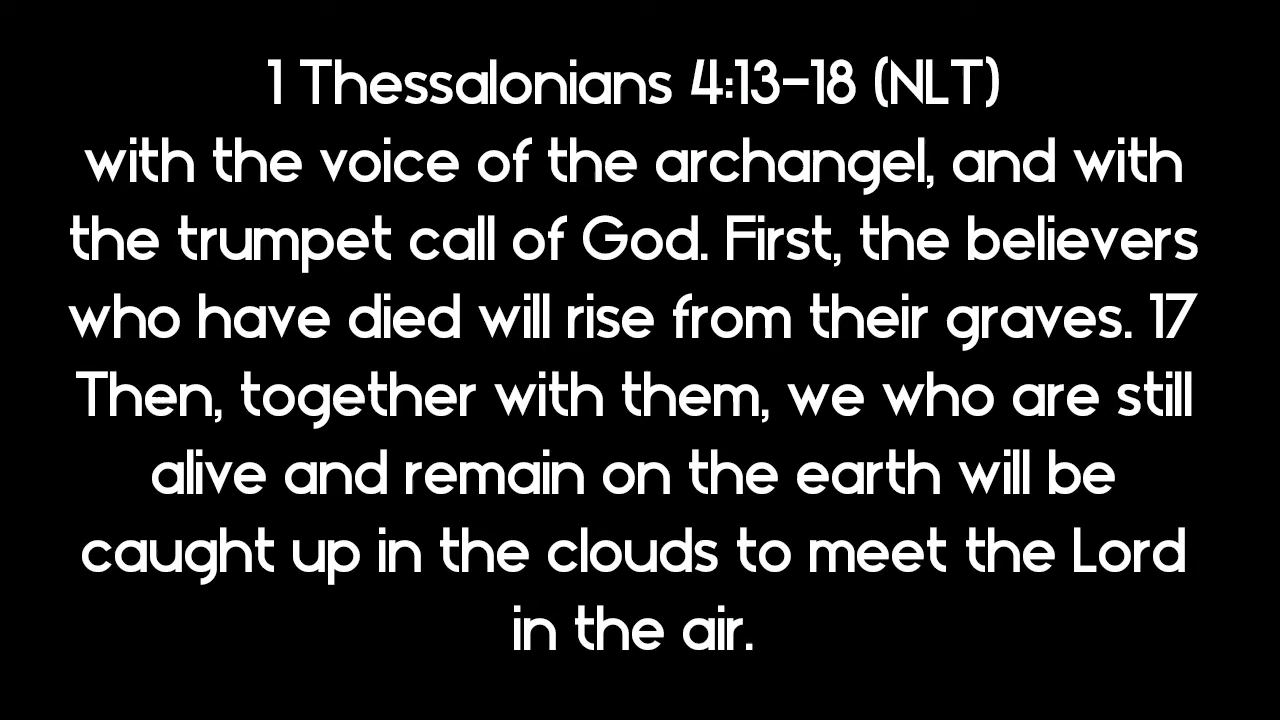 1 Thessalonians 4:13-18 (NLT)
with the voice of the archangel, and with
the trumpet call of God. First, the believers
who have died will rise from their graves. 17
Then, together with them, we who are still
alive and remain on the earth will be
caught up in the clouds to meet the Lord
in the air.